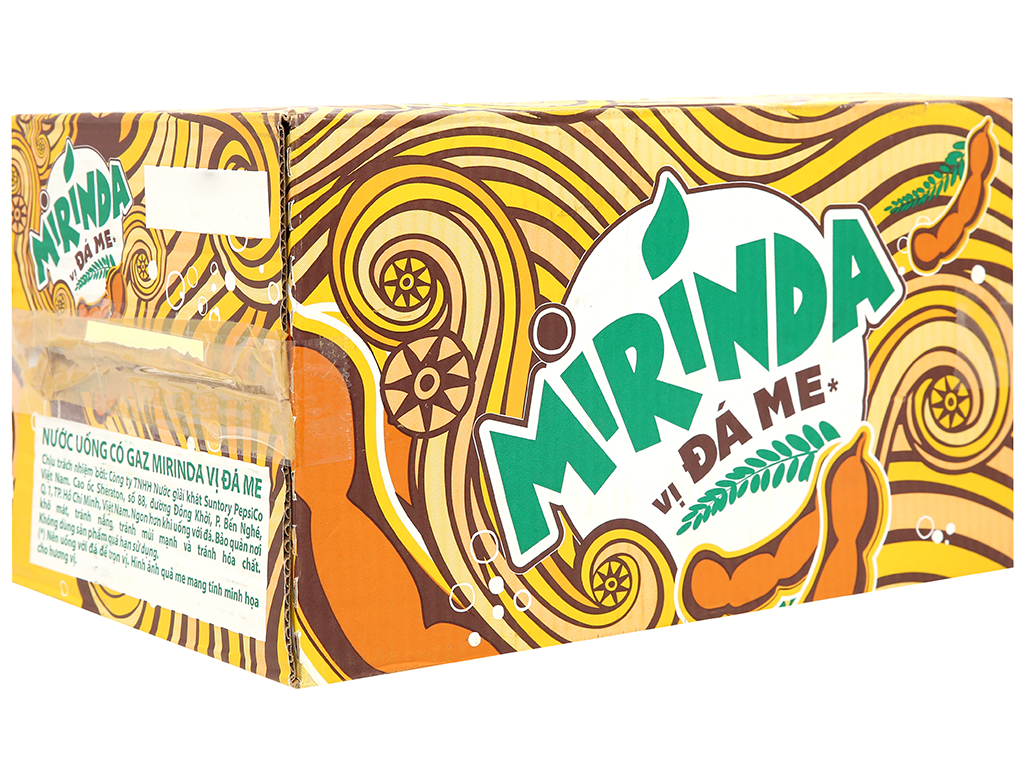 MIRINDA
VỊ ĐÁ ME*
NƯỚC UỐNG CÓ GAZ MIRINDA VỊ ĐÁ ME
Chịu trách nhiệm bởi: Công ty TNHH Nước giải khát Suntory PepsiCo
Việt Nam. Cao ốc Sheraton, số 88, đường Đồng Khởi, P. Bến Nghé,
Q. 1, TP. Hồ Chí Minh, Việt Nam. Ngon hơn khi uống với đá. Bảo quản nơi
khô mát, tránh nắng, tránh mùi mạnh và tránh hóa chất.
Không dùng sản phẩm quá hạn sử dụng.
(*) Nên uống với đá để trọn vị. Hình ảnh quả me mang tính minh họa
cho hương vị.
MIRINDA
VỊ ĐÁ ME*